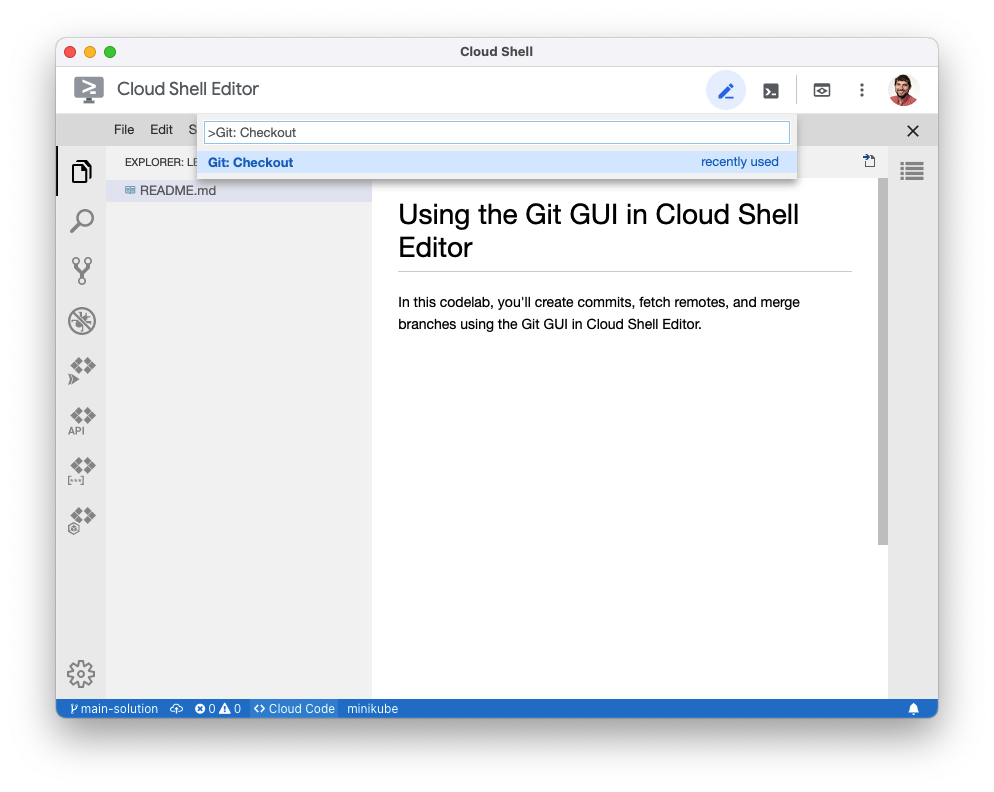 Cloud Shell
Cloud Shell Editor
File Edit S
>Git: Checkout
Git: Checkout recently used
EXPLORER: LE
README.md
Using the Git GUI in Cloud Shell
Editor
In this codelab, you'll create commits, fetch remotes, and merge
branches using the Git GUI in Cloud Shell Editor.
API
main-solution 0 0 Cloud Code minikube